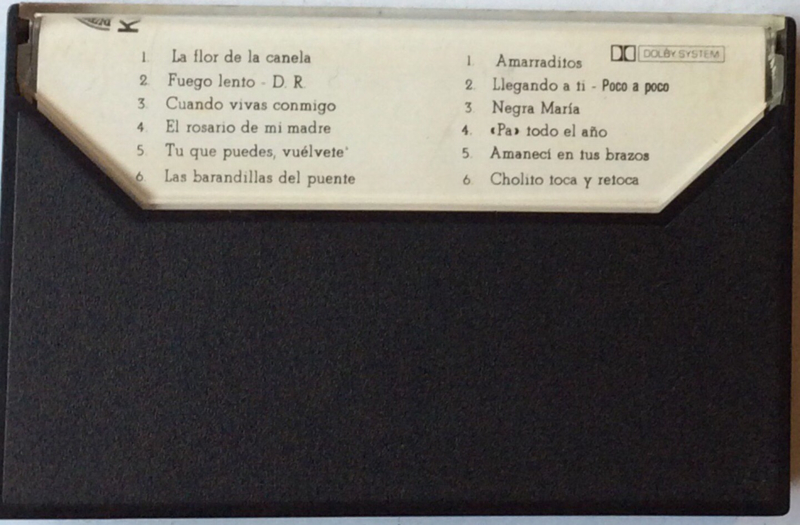 K
1. La flor de la canela
2. Fuego lento - D. R.
3. Cuando vivas conmigo
4. El rosario de mi madre
5. Tu que puedes, vuélvete
6. Las barandillas del puente
DOLBY SYSTEM
1. Amarraditos
2. Llegando a ti - Poco a poco
3 Negra María
4. «Pa» todo el año
5. Amanecí en tus brazos
6 Cholito toca y retoca